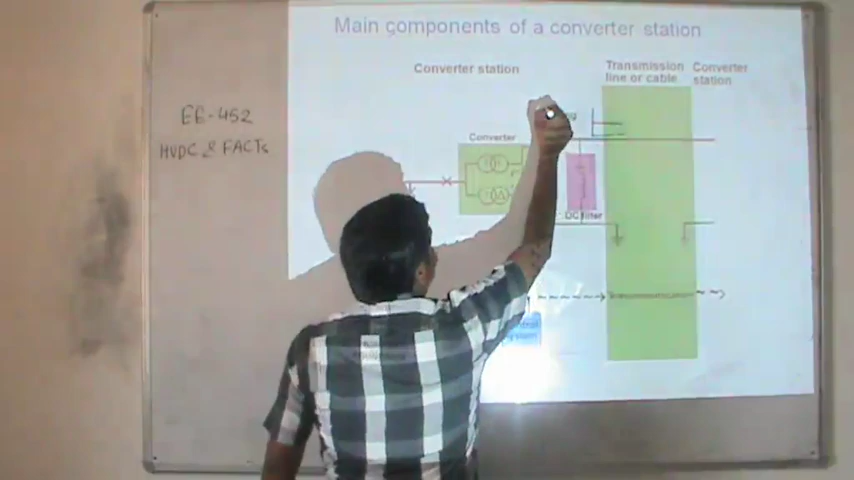 Main components of a converter station
Converter station
Transmission
line or cable
Converter
station
EE-452
HVDC & FACTs
Converter
DC filter